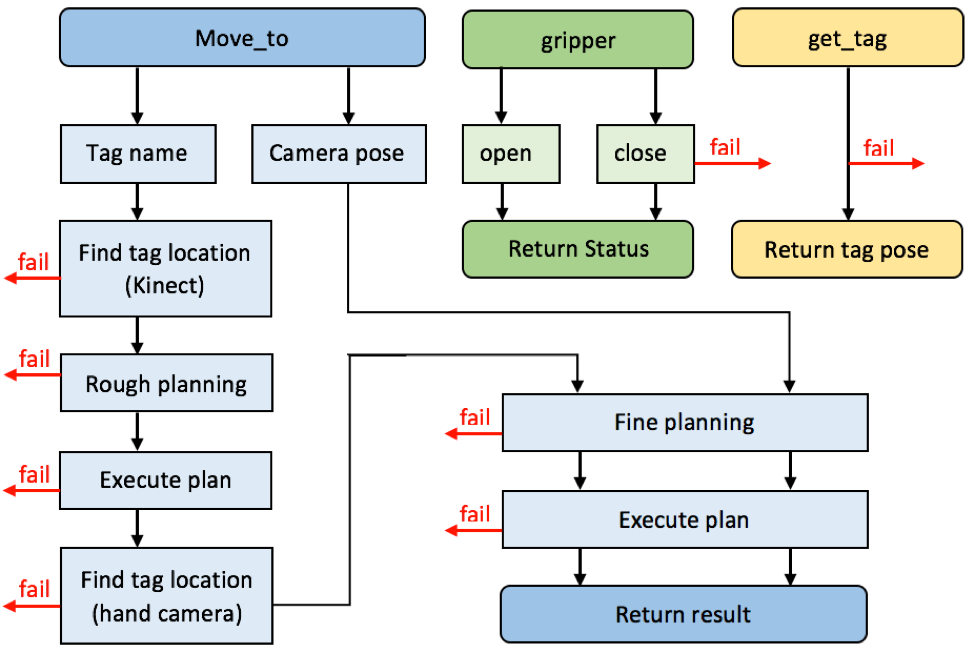 Move_to
gripper
get_tag
Tag name
Camera pose
open
close
fail
fail
Find tag location
(Kinect)
fail
Return Status
Return tag pose
fail
Rough planning
fail
Fine planning
fail
Execute plan
fail
Execute plan
fail
Find tag location
(hand camera)
Return result